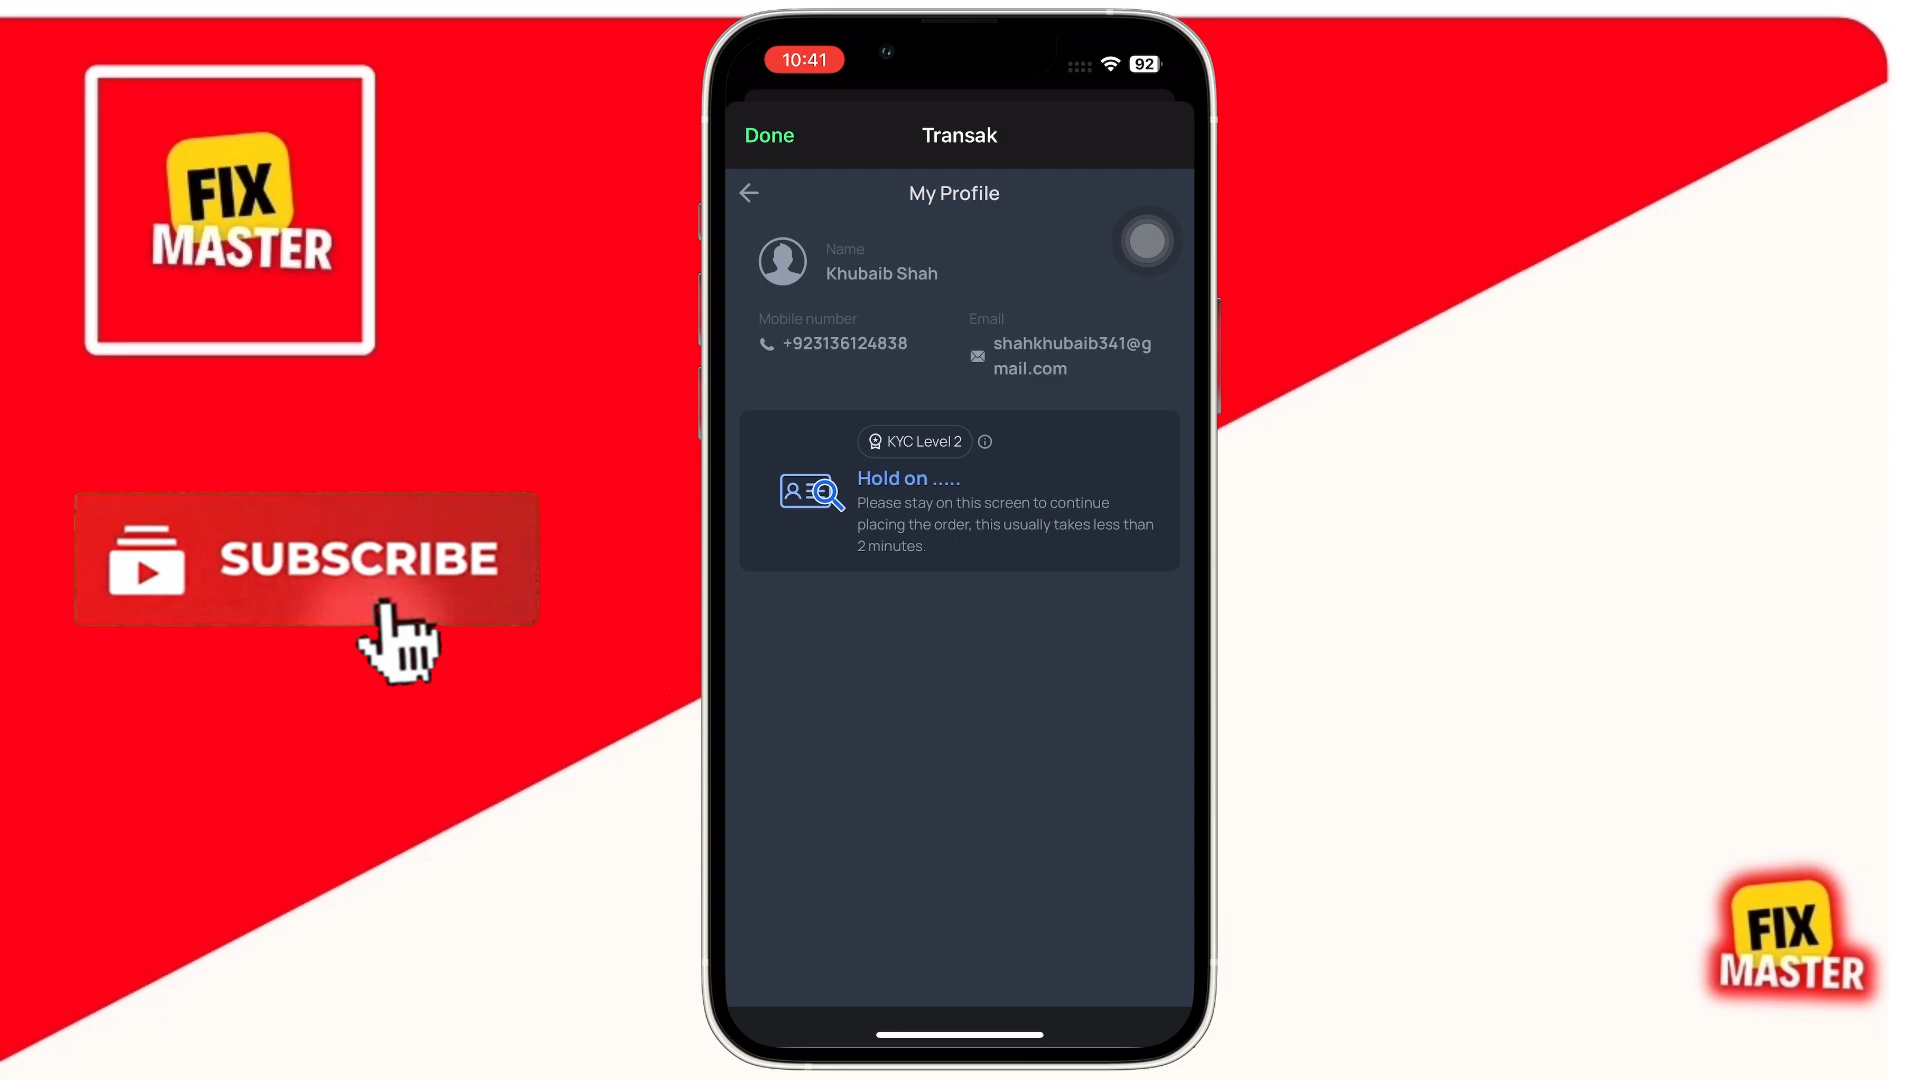 FIX
MASTER
SUBSCRIBE
10:41
92
Done
Transak
My Profile
Name
Khubaib Shah
Mobile number
+923136124838
Email
shahkhubaib341@g
mail.com
KYC Level 2
Hold on .....
Please stay on this screen to continue
placing the order, this usually takes less than
2 minutes.
FIX
MASTER